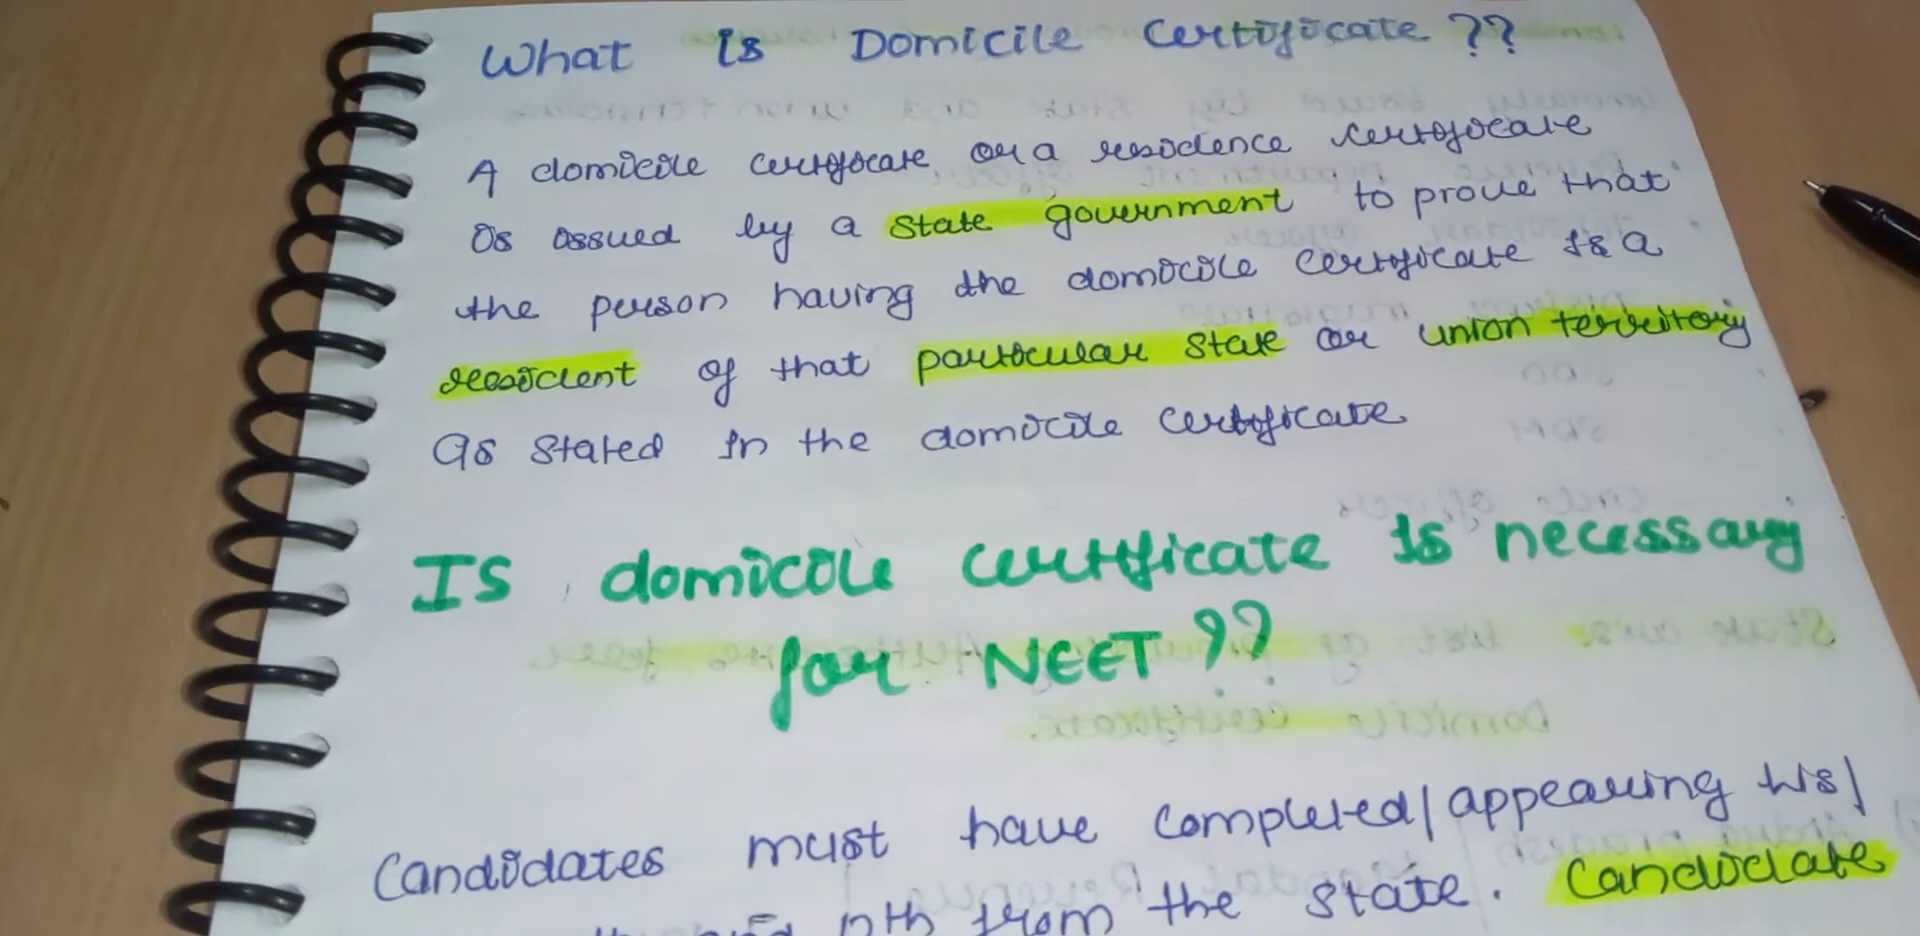 What is Domicile Certificate ??
A domicile certificate or a residence certificate
is issued by a state government to prove that
the person having the domicile certificate is a
resident of that particular state or union territory
as stated in the domicile certificate
Is domicile certificate is necessary
for NEET ??
Candidates must have completed/appearing his/
from the state. Candidate